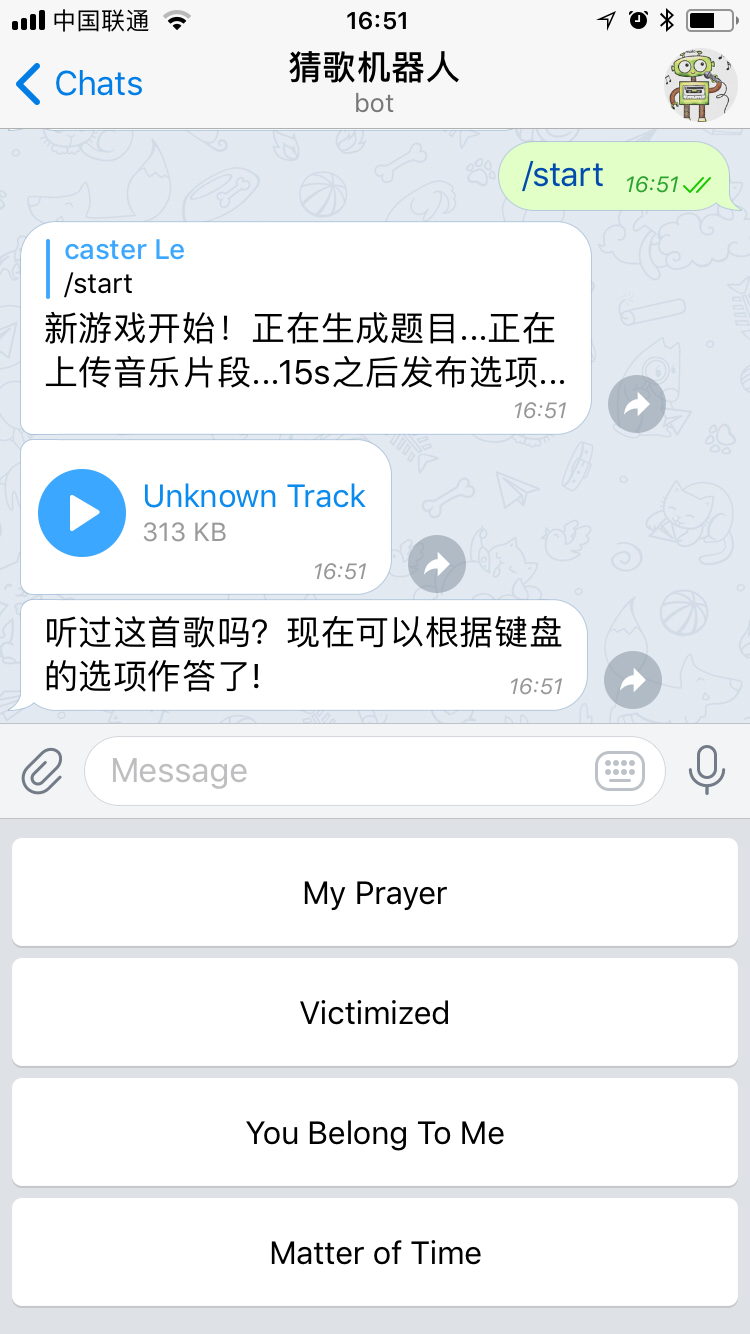 中国联通
16:51
Chats
猜歌机器人
bot
/start
16:51
caster Le
/start
新游戏开始！正在生成题目...正在
上传音乐片段...15s之后发布选项...
16:51
Unknown Track
313 KB
16:51
听过这首歌吗？现在可以根据键盘
的选项作答了!
16:51
Message
My Prayer
Victimized
You Belong To Me
Matter of Time